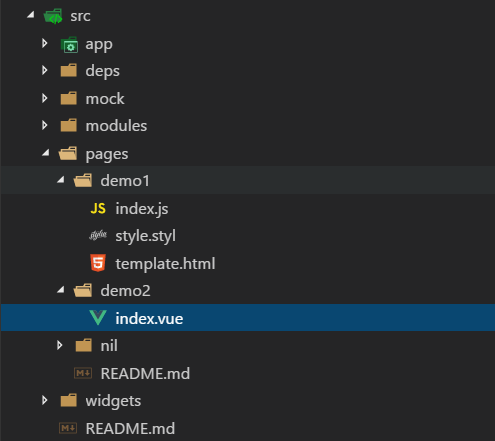 src
app
deps
mock
modules
pages
demo1
JS index.js
style.styl
5 template.html
demo2
index.vue
nil
M README.md
widgets
M README.md